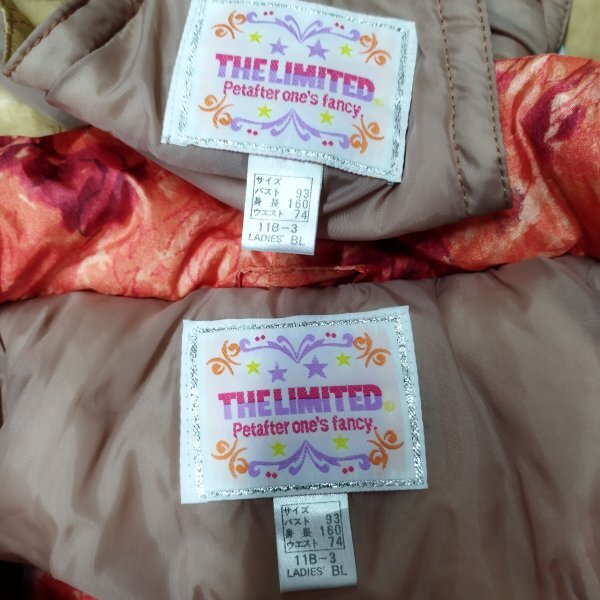 THE LIMITED®
Petafter one's fancy.
サイズ
バスト 93
身長 160
ウエスト 74
11B-3
LADIES' BL
THE LIMITED®
Petafter one's fancy.
サイズ
バスト 93
身長 160
ウエスト 74
11B-3
LADIES' BL